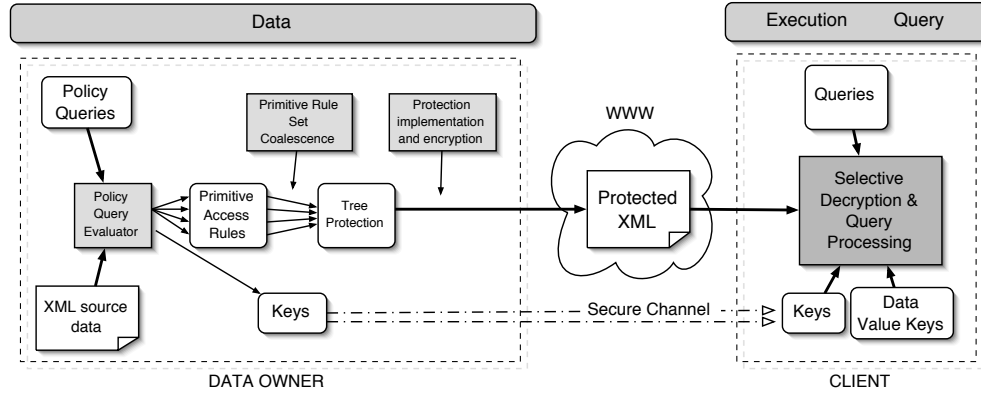 Data
Execution Query
Policy
Queries
Primitive Rule
Set
Coalescence
Protection
implementation
and encryption
WWW
Queries
Policy
Query
Evaluator
Primitive
Access
Rules
Tree
Protection
Protected
XML
Selective
Decryption &
Query
Processing
XML source
data
Keys
Secure Channel
Keys
Data
Value Keys
DATA OWNER
CLIENT